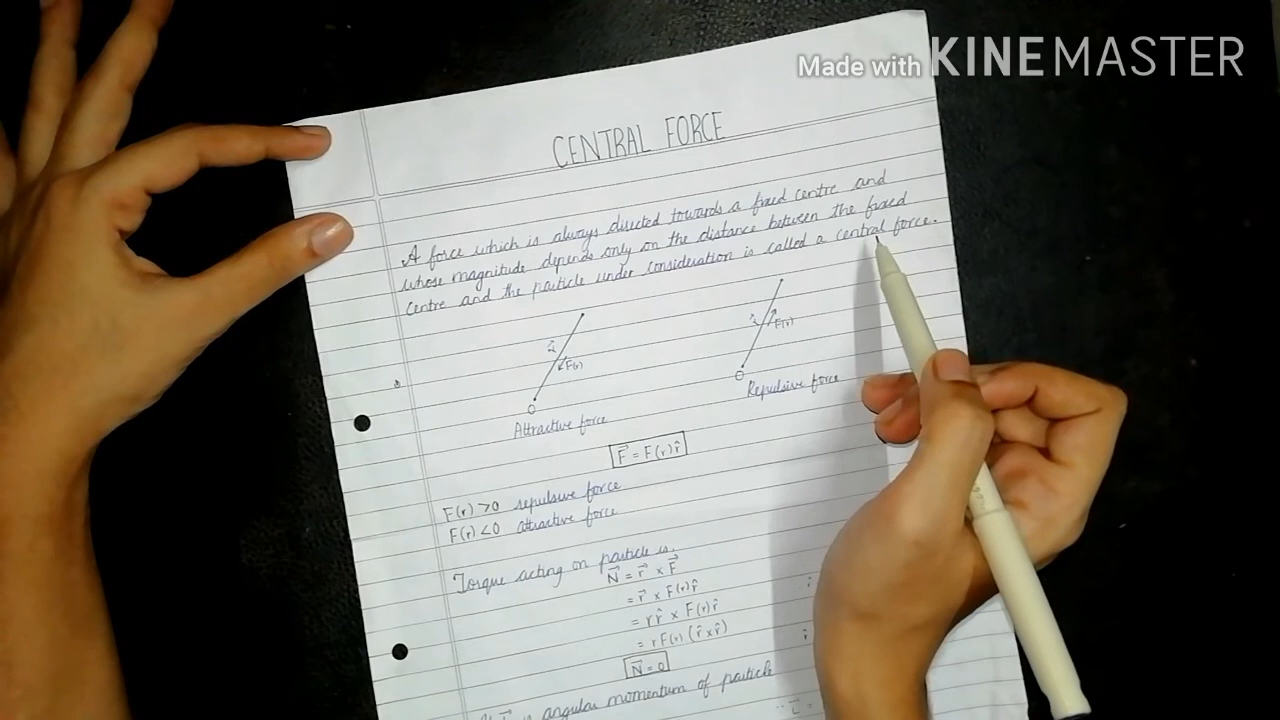 Made with KINEMASTER
CENTRAL FORCE
A force which is always directed towards a fixed centre and
whose magnitude depends only on the distance between the fixed
centre and the particle under consideration is called a central force.
F(r)
O
Attractive force
F(r)
O
Repulsive force
F⃗ = F(r) r̂
F(r) > 0 repulsive force
F(r) < 0 attractive force
Torque acting on particle is,
N⃗ = r⃗ × F⃗
= r⃗ × F(r) r̂
= r r̂ × F(r) r̂
= r F(r) (r̂ × r̂)
N⃗ = 0
is angular momentum of particle
∵ L⃗ =